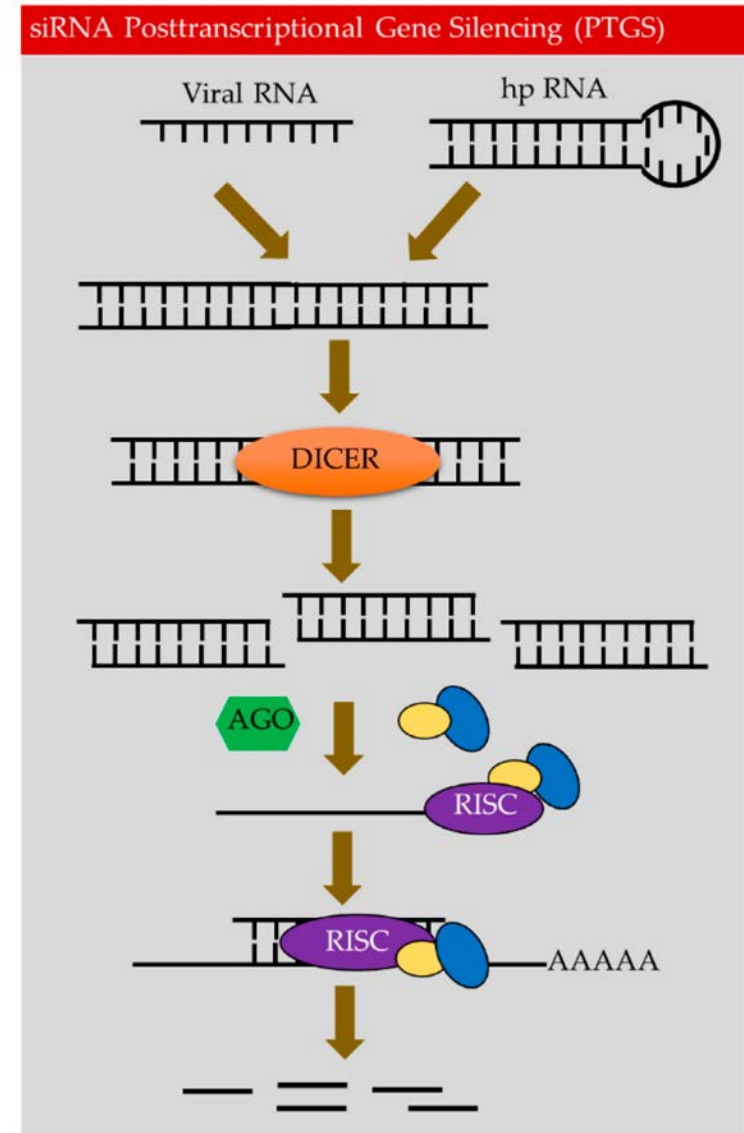 siRNA Posttranscriptional Gene Silencing (PTGS)
Viral RNA
hp RNA
DICER
AGO
RISC
RISC
AAAAA